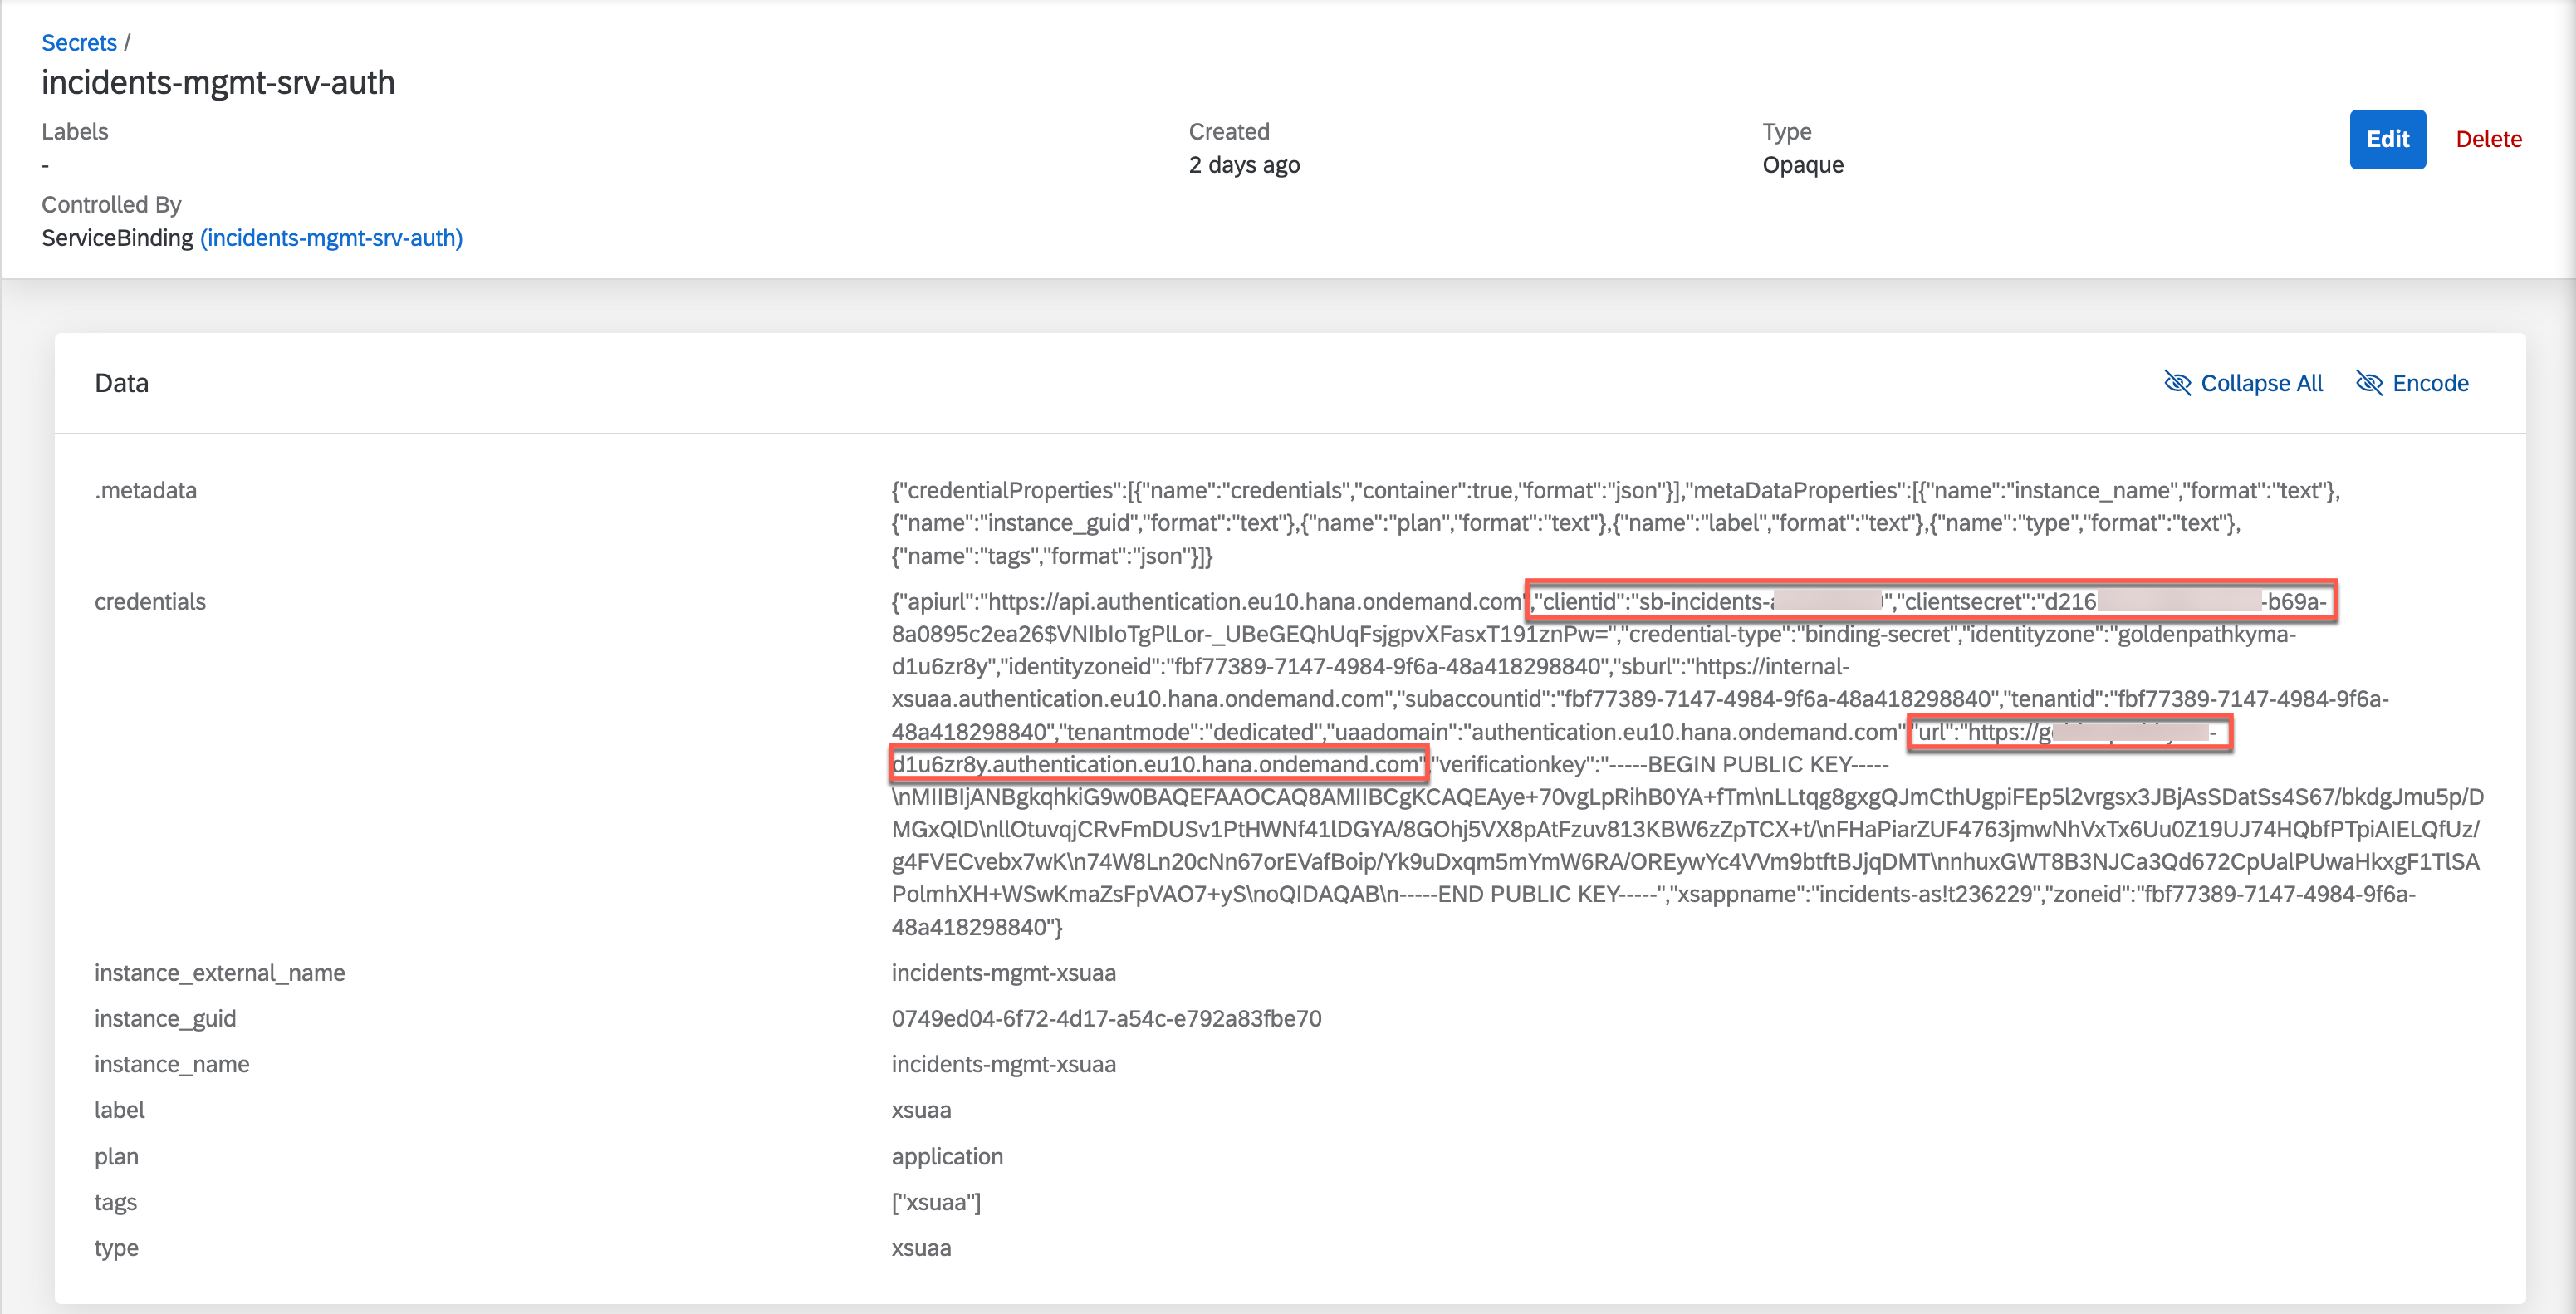 Secrets /
incidents-mgmt-srv-auth
Labels
-
Created
2 days ago
Type
Opaque
Edit
Delete
Controlled By
ServiceBinding (incidents-mgmt-srv-auth)
Data
Collapse All
Encode
.metadata
{"credentialProperties":[{"name":"credentials","container":true,"format":"json"}],"metaDataProperties":[{"name":"instance_name","format":"text"},
{"name":"instance_guid","format":"text"},{"name":"plan","format":"text"},{"name":"label","format":"text"},{"name":"type","format":"text"},
{"name":"tags","format":"json"}]}
credentials
{"apiurl":"https://api.authentication.eu10.hana.ondemand.com","clientid":"sb-incidents- ","clientsecret":"d216 -b69a-
8a0895c2ea26$VNIbIoTgPlLor-_UBeGEQhUqFsjgpvXFasxT191znPw=","credential-type":"binding-secret","identityzone":"goldenpathkyma-
d1u6zr8y","identityzoneid":"fbf77389-7147-4984-9f6a-48a418298840","sburl":"https://internal-
xsuaa.authentication.eu10.hana.ondemand.com","subaccountid":"fbf77389-7147-4984-9f6a-48a418298840","tenantid":"fbf77389-7147-4984-9f6a-
48a418298840","tenantmode":"dedicated","uaadomain":"authentication.eu10.hana.ondemand.com" "url":"https://g -
d1u6zr8y.authentication.eu10.hana.ondemand.com" "verificationkey":"-----BEGIN PUBLIC KEY-----
\nMIIBIjANBgkqhkiG9w0BAQEFAAOCAQ8AMIIBCgKCAQEAye+70vgLpRihB0YA+fTm\nLLtqg8gxgQJmCthUgpiFEp5l2vrgsx3JBjAsSDatSs4S67/bkdgJmu5p/D
MGxQlD\nllOtuvqjCRvFmDUSv1PtHWNf41lDGYA/8GOhj5VX8pAtFzuv813KBW6zZpTCX+t/\nFHaPiarZUF4763jmwNhVxTx6Uu0Z19UJ74HQbfPTpiAIELQfUz/
g4FVECvebx7wK\n74W8Ln20cNn67orEVafBoip/Yk9uDxqm5mYmW6RA/OREywYc4VVm9btftBJjqDMT\nnhuxGWT8B3NJCa3Qd672CpUalPUwaHkxgF1TlSA
PolmhXH+WSwKmaZsFpVAO7+yS\noQIDAQAB\n-----END PUBLIC KEY-----","xsappname":"incidents-as!t236229","zoneid":"fbf77389-7147-4984-9f6a-
48a418298840"}
instance_external_name
incidents-mgmt-xsuaa
instance_guid
0749ed04-6f72-4d17-a54c-e792a83fbe70
instance_name
incidents-mgmt-xsuaa
label
xsuaa
plan
application
tags
["xsuaa"]
type
xsuaa